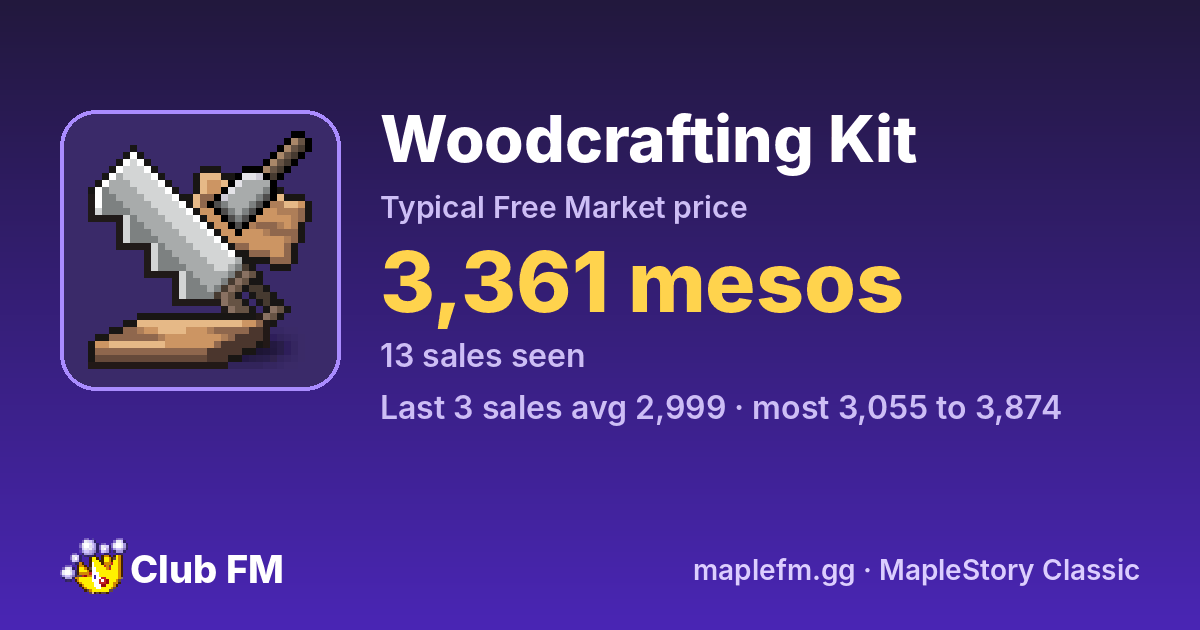 Woodcrafting Kit
Typical Free Market price
3,361 mesos
13 sales seen
Last 3 sales avg 2,999 · most 3,055 to 3,874
Club FM
maplefm.gg · MapleStory Classic